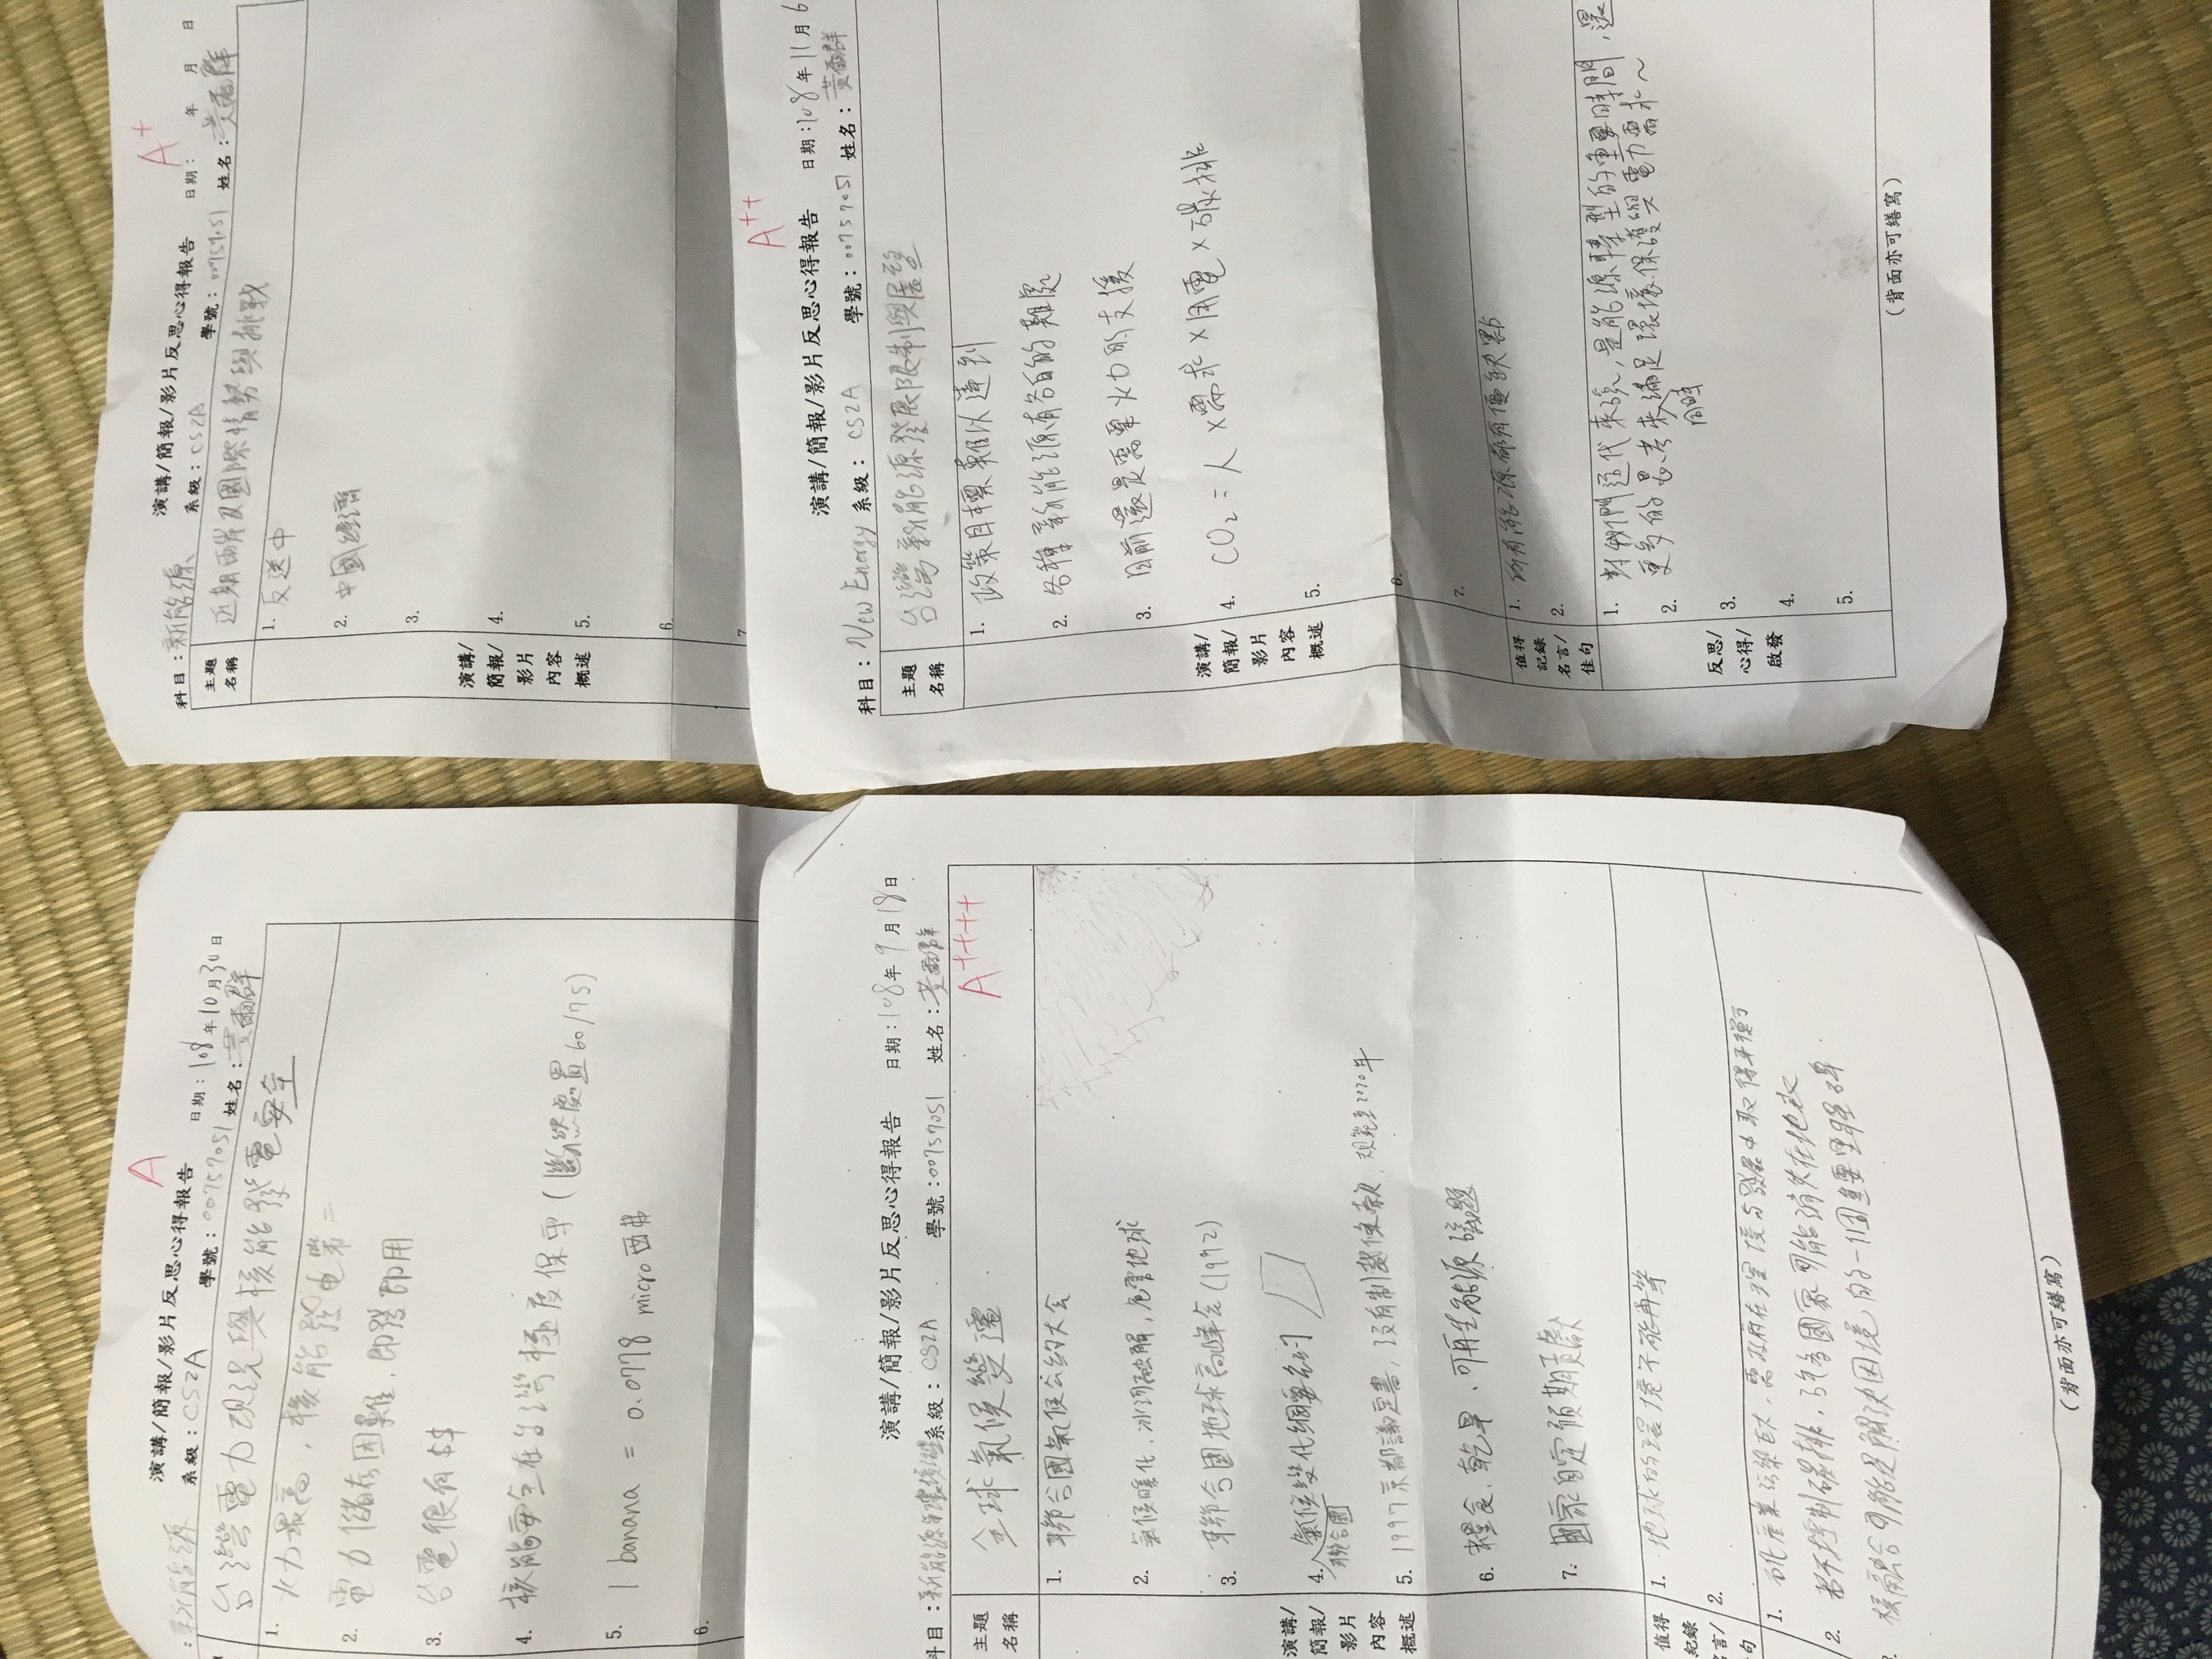 A
演講/簡報/影片反思心得報告
:新能源 系級:CS2A 日期:108年10月30日
學號:00757051 姓名:黃爾群
台灣電力現況與核能發電安全
1. 火力最高,核能發電第二
2. 電力儲存困難,即發即用
3. 台電很有$$
4. 核能安全在台灣極度保守(斷然處置60/75)
5. 1 banana = 0.0778 micro西弗
6.
A+
演講/簡報/影片反思心得報告
科目:新能源 系級:CS2A 日期: 年 月 日
學號:00757051 姓名:黃爾群
主題
名稱
近期兩岸及國際情勢與挑戰
1. 反送中
2. 中國經濟
3.
演講/
簡報/
影片
內容
概述
4.
5.
6.
7.
演講/簡報/影片反思心得報告 日期:108年9月18日
科目:新能源 系級:CS2A 學號:00757051 姓名:黃爾群
主題
名稱
全球氣候變遷
A++++
1. 聯合國氣候公約大会
2. 氣候暖化,冰河融解,危害地球
3. 聯合國地球高峰会(1992)
4. 氣候變化綱要公約
聯合國
5. 1997京都議定書,沒有制裁條款,規範至2020年
6. 糧食、乾旱、可再生能源議題
7. 國家自定預期貢獻
演講/
簡報/
影片
內容
概述
值得
紀錄
名言/
句
1. 地球的環境不能再等
2.
1. 石化產業污染巨大,需政府在環境与發展中取得平衡
2. 若不控制碳排,許多國家可能消失在地表
核融合可能是解決困境的一個重要里程碑
(背面亦可繕寫)
A++
演講/簡報/影片反思心得報告 日期:108年11月6
科目:New Energy 系級:CS2A 學號:00757051 姓名:黃爾群
主題
名稱
台灣新能源發展限制與展望
1. 政策目標難以達到
2. 各種新能源有各自的難處
3. 目前還是需要火力的支援
4. CO2=人×需求×用電×碳排
5.
6.
7.
演講/
簡報/
影片
內容
概述
值得
記錄
名言/
佳句
1. 所有能源都有優缺點
2.
1. 對我們這代來說,是能源轉型的重要時間,還
2. 更多的思考來滿足環境保護與電力需求~
同時
3.
4.
5.
反思/
心得/
啟發
(背面亦可繕寫)